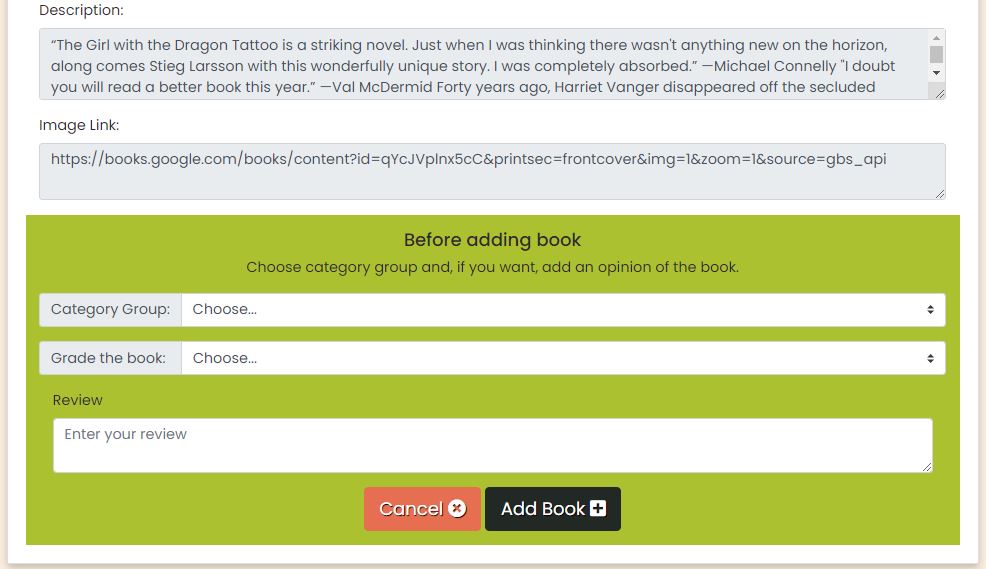 Description:
“The Girl with the Dragon Tattoo is a striking novel. Just when I was thinking there wasn't anything new on the horizon,
along comes Stieg Larsson with this wonderfully unique story. I was completely absorbed.” —Michael Connelly "I doubt
you will read a better book this year.” —Val McDermid Forty years ago, Harriet Vanger disappeared off the secluded
Image Link:
https://books.google.com/books/content?id=qYcJVplnx5cC&printsec=frontcover&img=1&zoom=1&source=gbs_api
Before adding book
Choose category group and, if you want, add an opinion of the book.
Category Group: Choose...
Grade the book: Choose...
Review
Enter your review
Cancel Add Book